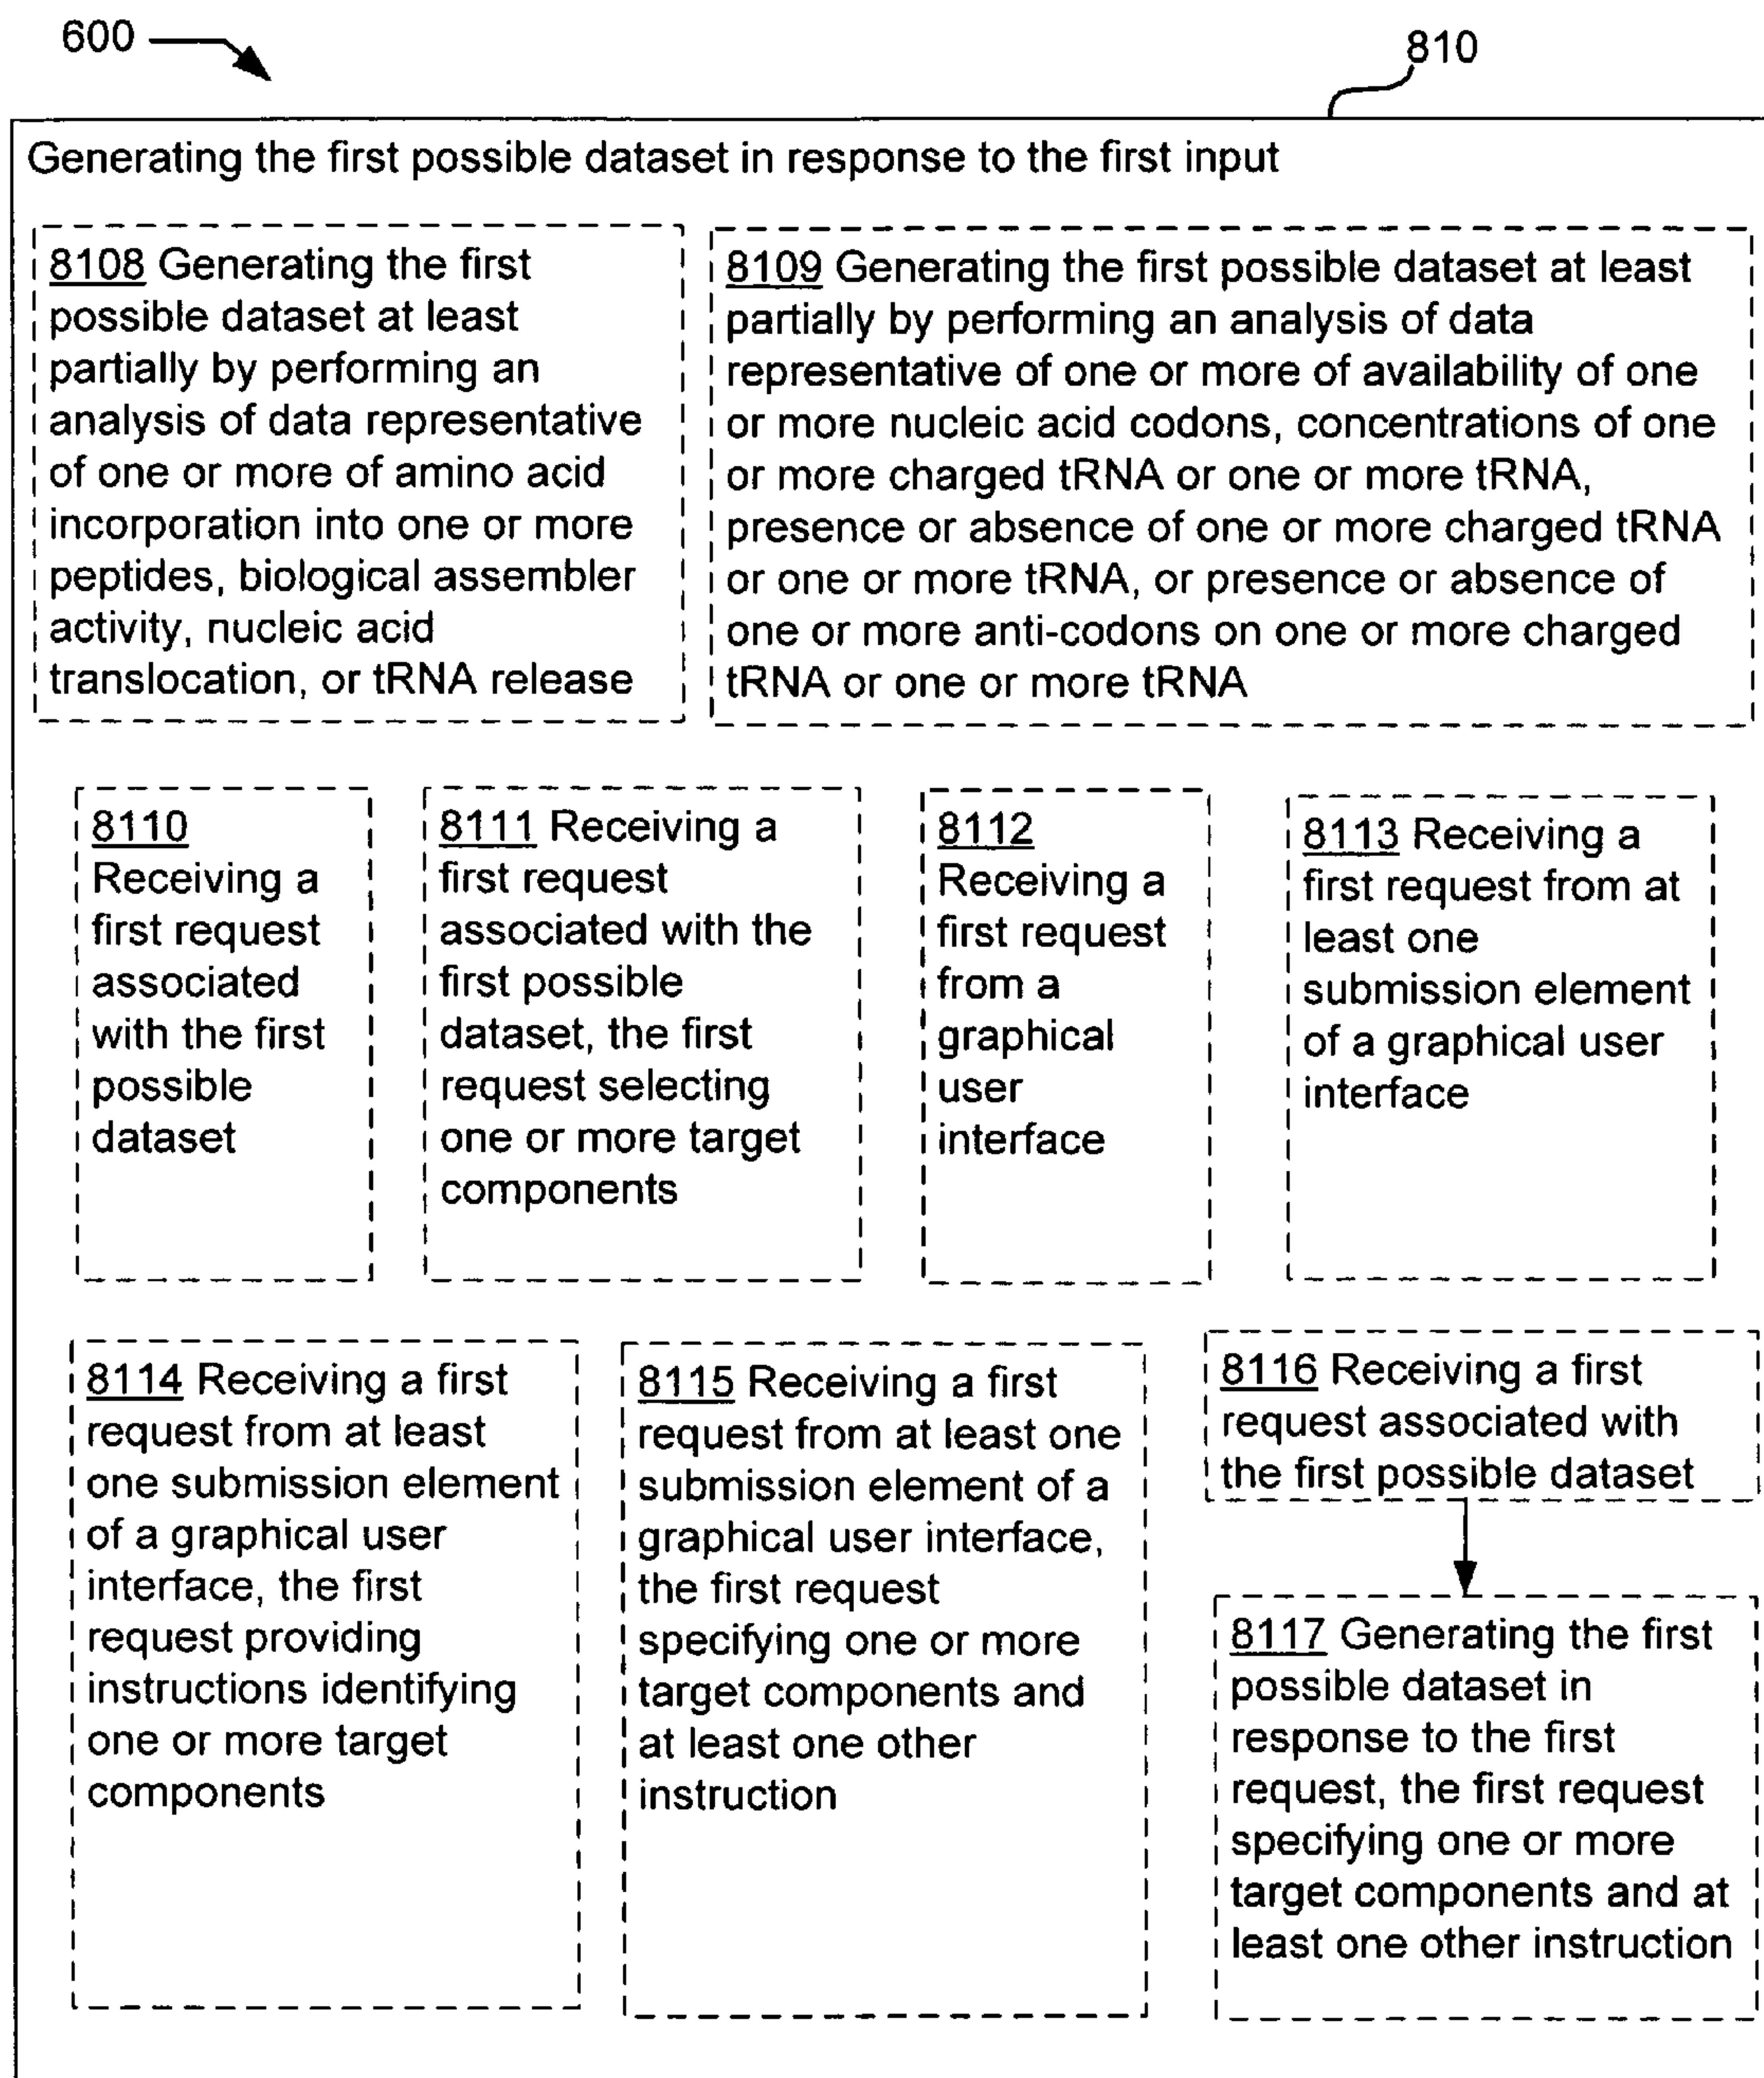 600
810
Generating the first possible dataset in response to the first input
8108 Generating the first
possible dataset at least
partially by performing an
analysis of data representative
of one or more of amino acid
incorporation into one or more
peptides, biological assembler
activity, nucleic acid
translocation, or tRNA release
8109 Generating the first possible dataset at least
partially by performing an analysis of data
representative of one or more of availability of one
or more nucleic acid codons, concentrations of one
or more charged tRNA or one or more tRNA,
presence or absence of one or more charged tRNA
or one or more tRNA, or presence or absence of
one or more anti-codons on one or more charged
tRNA or one or more tRNA
8110
Receiving a
first request
associated
with the first
possible
dataset
8111 Receiving a
first request
associated with the
first possible
dataset, the first
request selecting
one or more target
components
8112
Receiving a
first request
from a
graphical
user
interface
8113 Receiving a
first request from at
least one
submission element
of a graphical user
interface
8114 Receiving a first
request from at least
one submission element
of a graphical user
interface, the first
request providing
instructions identifying
one or more target
components
8115 Receiving a first
request from at least one
submission element of a
graphical user interface,
the first request
specifying one or more
target components and
at least one other
instruction
8116 Receiving a first
request associated with
the first possible dataset
8117 Generating the first
possible dataset in
response to the first
request, the first request
specifying one or more
target components and at
least one other instruction